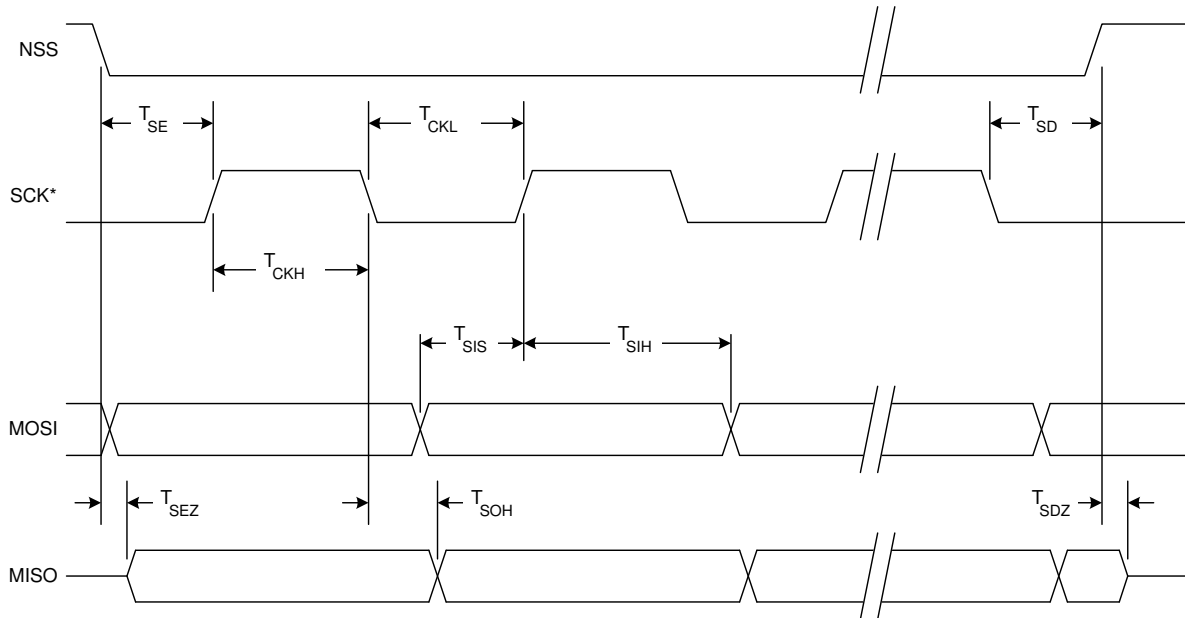 NSS
T_SE
T_CKL
T_SD
SCK*
T_CKH
T_SIS
T_SIH
MOSI
T_SEZ
T_SOH
T_SDZ
MISO